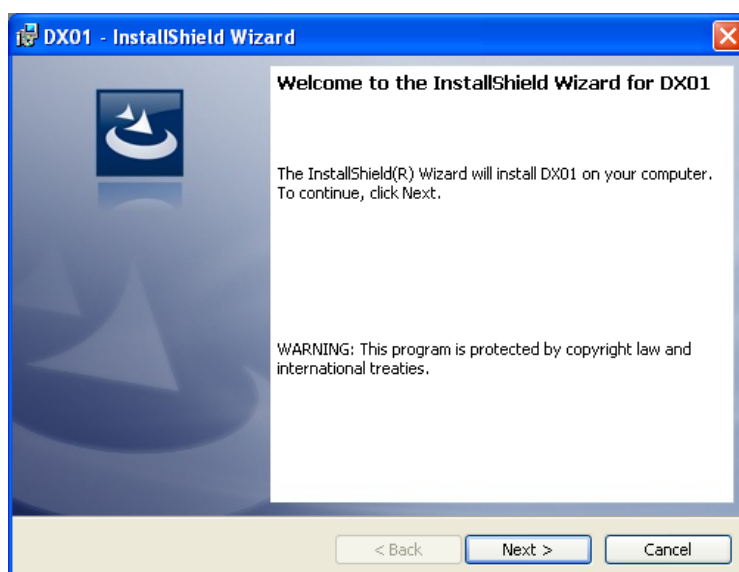 DX01 - InstallShield Wizard
Welcome to the InstallShield Wizard for DX01
The InstallShield(R) Wizard will install DX01 on your computer.
To continue, click Next.
WARNING: This program is protected by copyright law and
international treaties.
< Back
Next >
Cancel